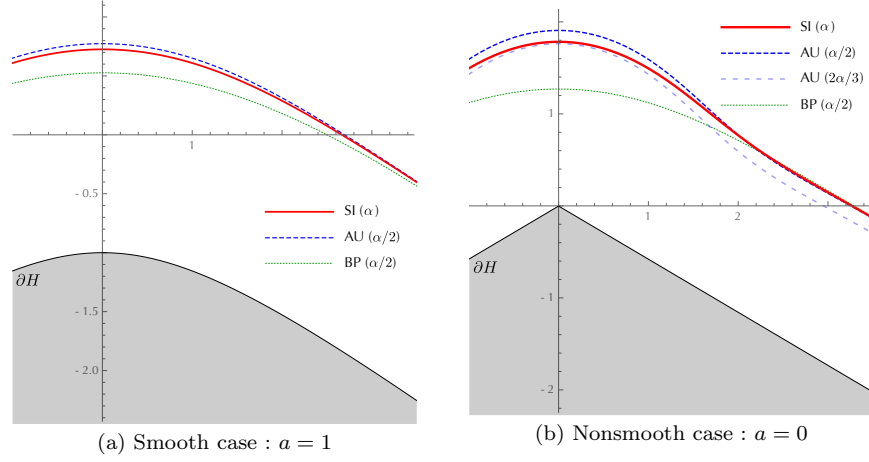 1
- 0.5
SI (α)
AU (α/2)
BP (α/2)
∂H
- 1.5
- 2.0
(a) Smooth case : a = 1
SI (α)
AU (α/2)
AU (2α/3)
BP (α/2)
1
1
2
∂H
- 1
- 2
(b) Nonsmooth case : a = 0